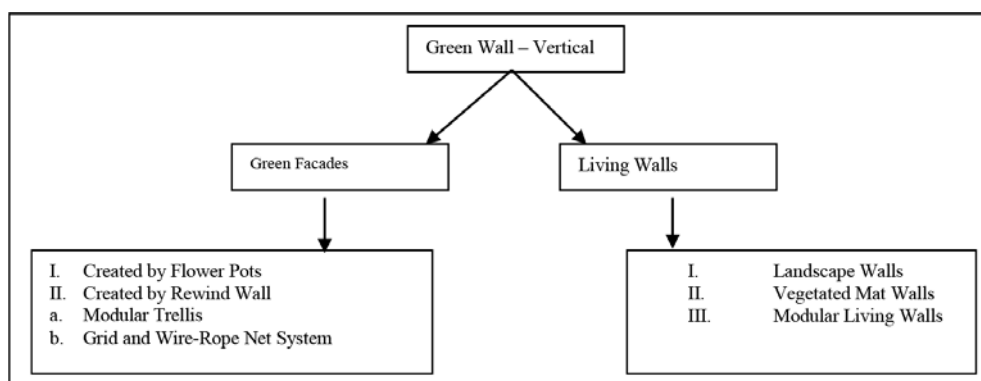 Green Wall – Vertical
Green Facades
Living Walls
I. Created by Flower Pots
II. Created by Rewind Wall
a. Modular Trellis
b. Grid and Wire-Rope Net System
I. Landscape Walls
II. Vegetated Mat Walls
III. Modular Living Walls